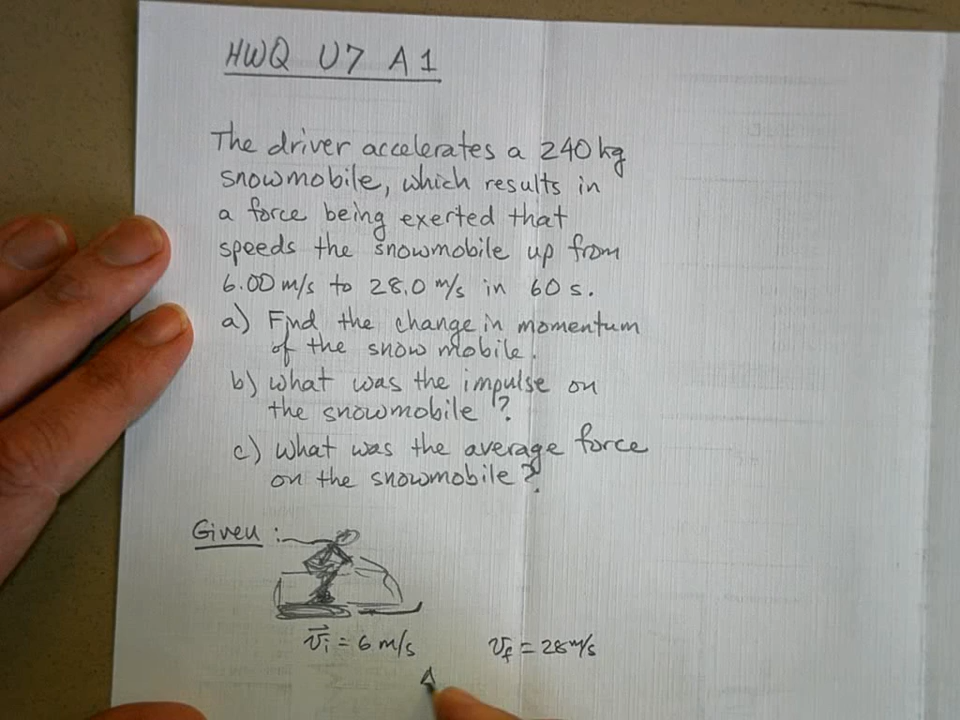 HWQ U7 A1
The driver accelerates a 240 kg
snowmobile, which results in
a force being exerted that
speeds the snowmobile up from
6.00 m/s to 28.0 m/s in 60 s.
a) Find the change in momentum
of the snow mobile.
b) What was the impulse on
the snowmobile ?
c) What was the average force
on the snowmobile ?
Given :
v⃗i = 6 m/s vf = 28 m/s
Δ